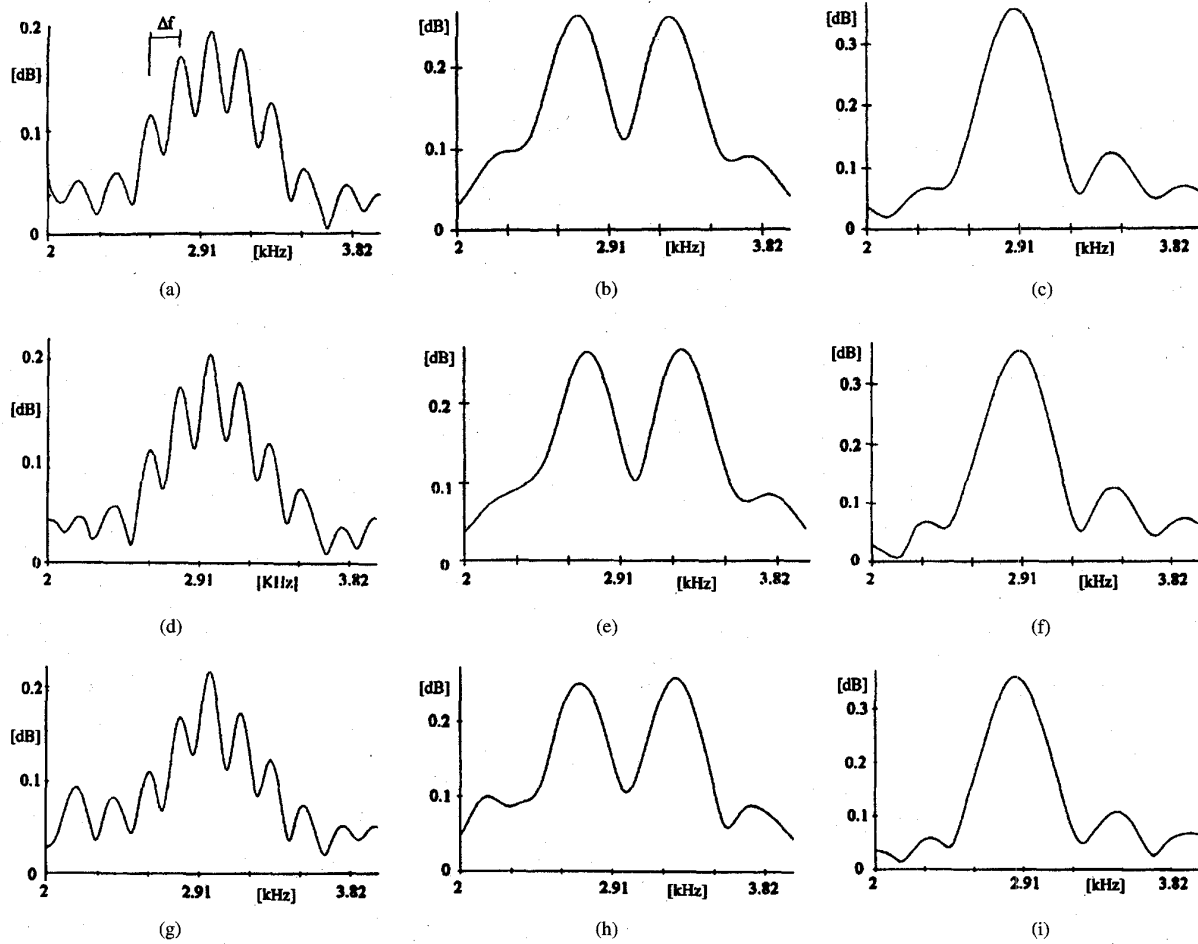 0.2
Δf
[dB]
0.1
0
2
2.91
[kHz]
3.82
(a)
[dB]
0.2
0.1
0
2
2.91
[kHz]
3.82
(b)
[dB]
0.3
0.2
0.1
0
2
2.91
[kHz]
3.82
(c)
0.2
[dB]
0.1
0
2
2.91
[KHz]
3.82
(d)
[dB]
0.2
0.1
0
2
2.91
[kHz]
3.82
(e)
[dB]
0.3
0.2
0.1
0
2
2.91
[kHz]
3.82
(f)
0.2
[dB]
0.1
0
2
2.91
[kHz]
3.82
(g)
[dB]
0.2
0.1
0
2
2.91
[kHz]
3.82
(h)
[dB]
0.3
0.2
0.1
0
2
2.91
[kHz]
3.82
(i)